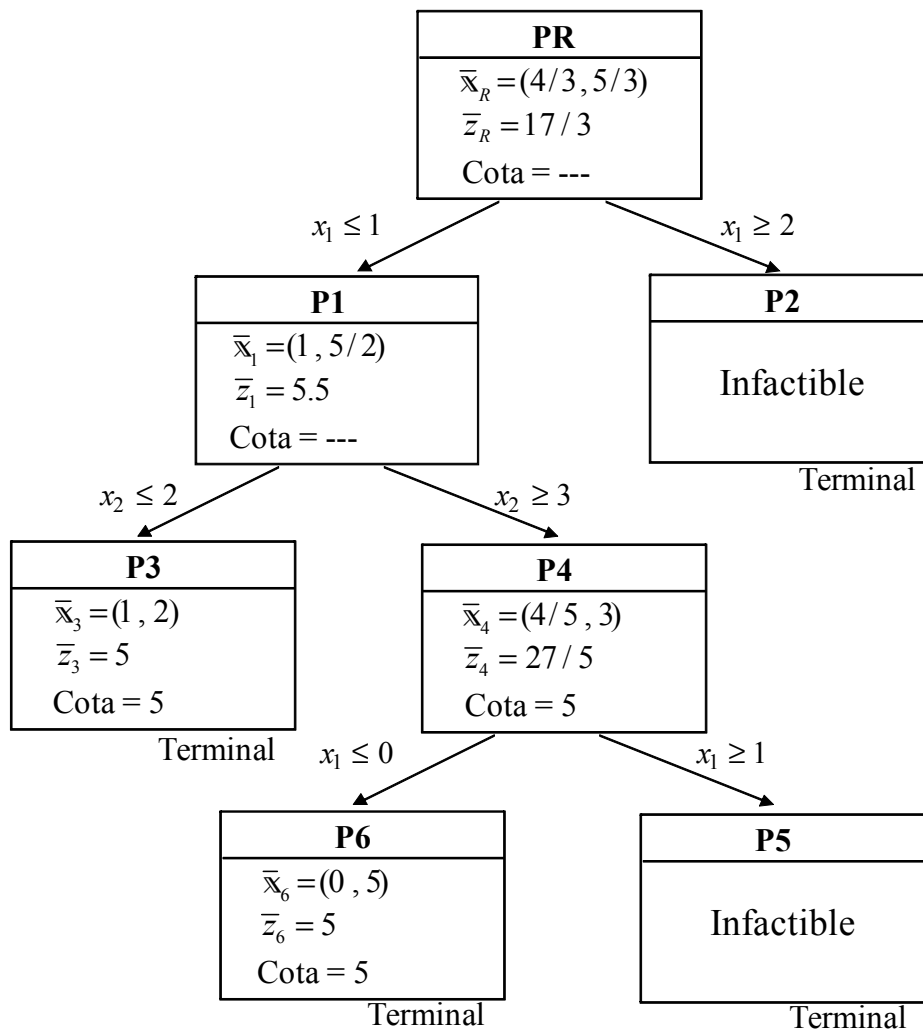 PR
x̄_R = (4/3 , 5/3)
z̄_R = 17 / 3
Cota = ---
x₁ ≤ 1
x₁ ≥ 2
P1
x̄₁ = (1 , 5/2)
z̄₁ = 5.5
Cota = ---
P2
Infactible
Terminal
x₂ ≤ 2
x₂ ≥ 3
P3
x̄₃ = (1 , 2)
z̄₃ = 5
Cota = 5
Terminal
P4
x̄₄ = (4/5 , 3)
z̄₄ = 27 / 5
Cota = 5
x₁ ≤ 0
x₁ ≥ 1
P6
x̄₆ = (0 , 5)
z̄₆ = 5
Cota = 5
Terminal
P5
Infactible
Terminal